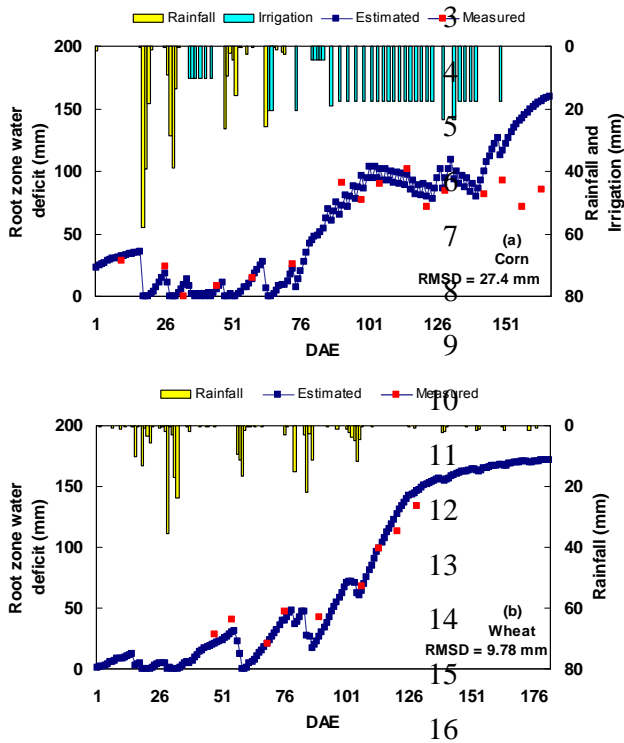 3
Rainfall Irrigation Estimated Measured
200 0
4
150 20
5
100 40
6
50 60
7
0 80
8
9
Root zone water
deficit (mm)
Rainfall and
Irrigation (mm)
(a)
Corn
RMSD = 27.4 mm
1 26 51 76 101 126 151
DAE
10
Rainfall Estimated Measured
200 0
11
150 20
12
100 40
13
50 60
14
0 80
15
Root zone water
deficit (mm)
Rainfall (mm)
(b)
Wheat
RMSD = 9.78 mm
1 26 51 76 101 126 151 176
DAE
16